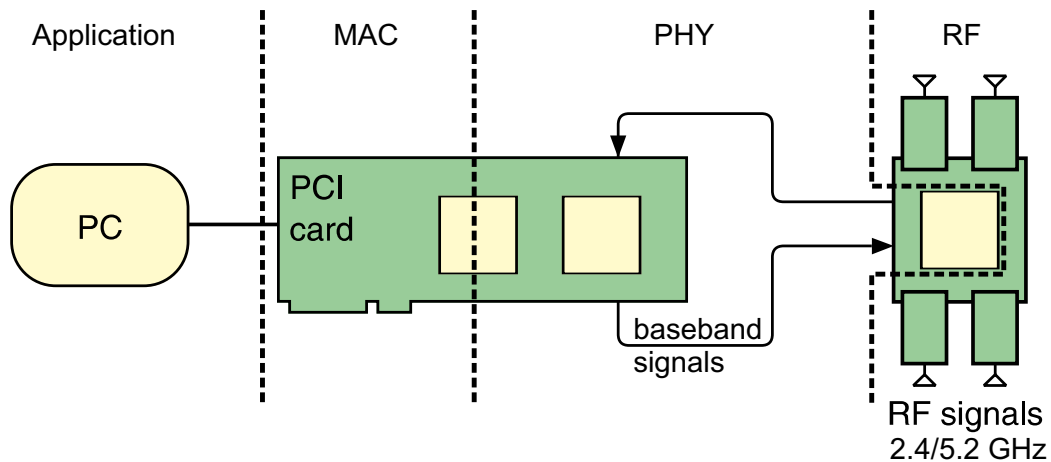 Application
MAC
PHY
RF
PC
PCI
card
baseband
signals
RF signals
2.4/5.2 GHz